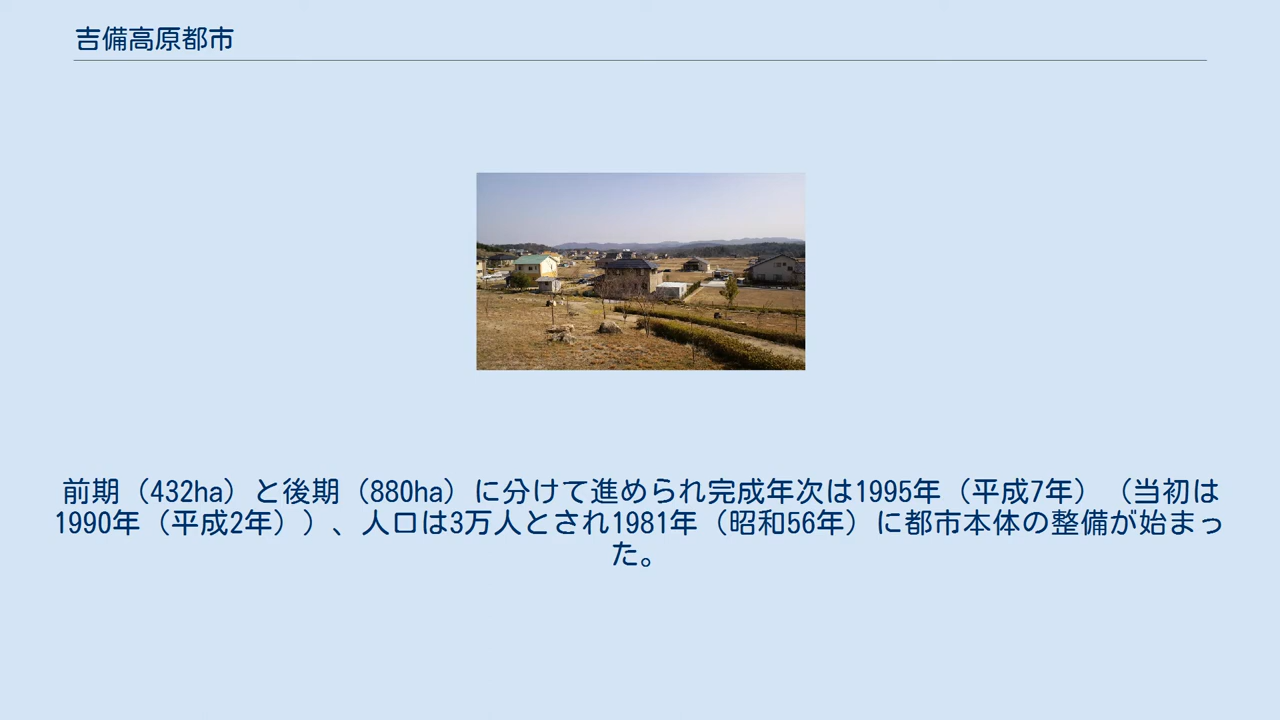 吉備高原都市
前期（432ha）と後期（880ha）に分けて進められ完成年次は1995年（平成7年）（当初は
1990年（平成2年））、人口は3万人とされ1981年（昭和56年）に都市本体の整備が始まっ
た。